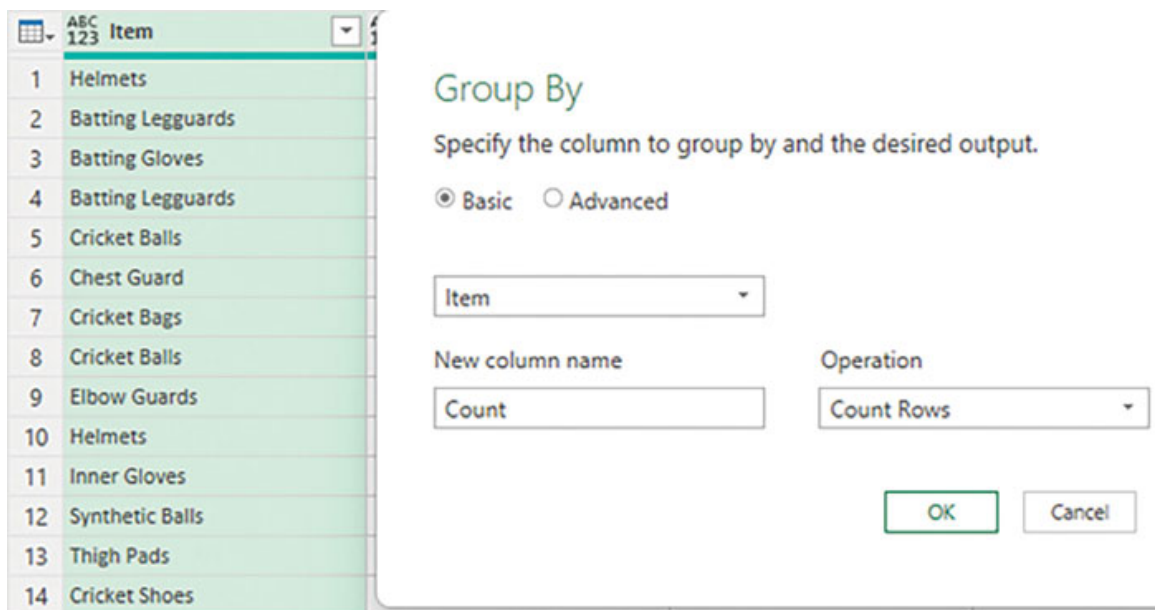 ABC
123 Item
1 Helmets
2 Batting Legguards
3 Batting Gloves
4 Batting Legguards
5 Cricket Balls
6 Chest Guard
7 Cricket Bags
8 Cricket Balls
9 Elbow Guards
10 Helmets
11 Inner Gloves
12 Synthetic Balls
13 Thigh Pads
14 Cricket Shoes
Group By
Specify the column to group by and the desired output.
Basic Advanced
Item
New column name Operation
Count Count Rows
OK Cancel